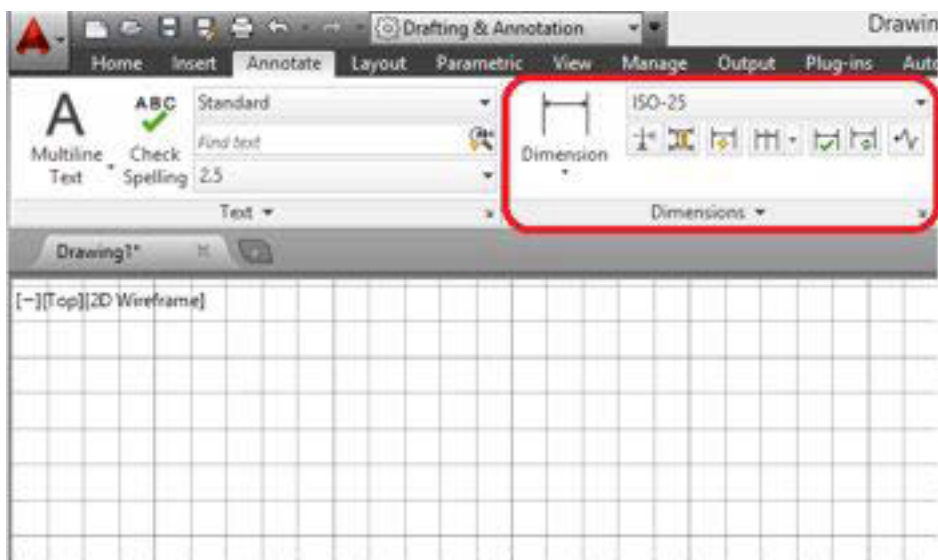 Drafting & Annotation
Drawin
Home Insert Annotate Layout Parametric View Manage Output Plug-ins Auto
A
Multiline Text
ABC
Check Spelling
Standard
Find text
2.5
Text
Dimension
ISO-25
Dimensions
Drawing1*
[−][Top][2D Wireframe]